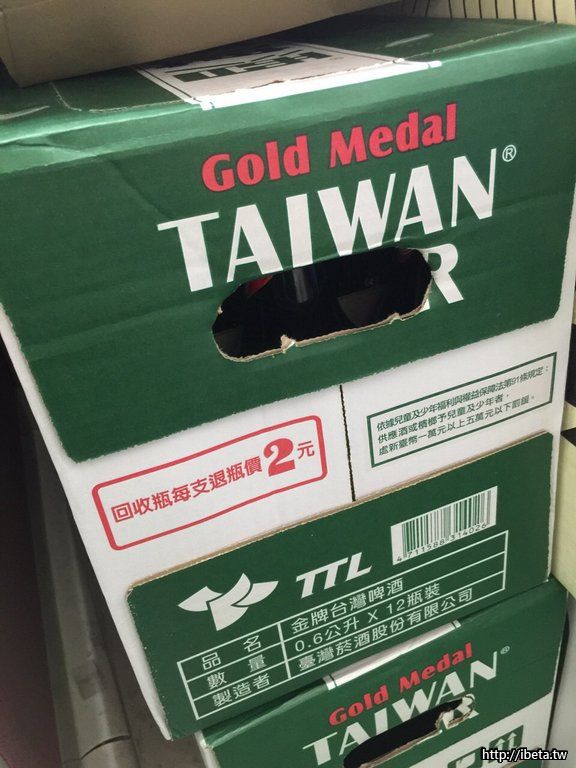 Gold Medal
TAIWAN®
R
回收瓶每支退瓶價2元
依據兒童及少年福利與權益保障法第91條規定:
供應酒或檳榔予兒童及少年者,
處新臺幣一萬元以上五萬元以下罰鍰。
4 711588 314026
TTL
品名 金牌台灣啤酒
數量 0.6公升 X 12瓶裝
製造者 臺灣菸酒股份有限公司
Gold Medal
TAIWAN®
http://ibeta.tw